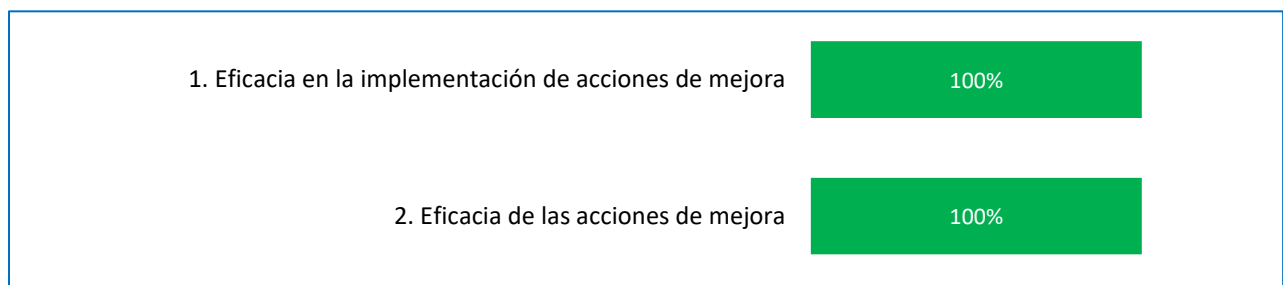 1. Eficacia en la implementación de acciones de mejora 100%
2. Eficacia de las acciones de mejora 100%